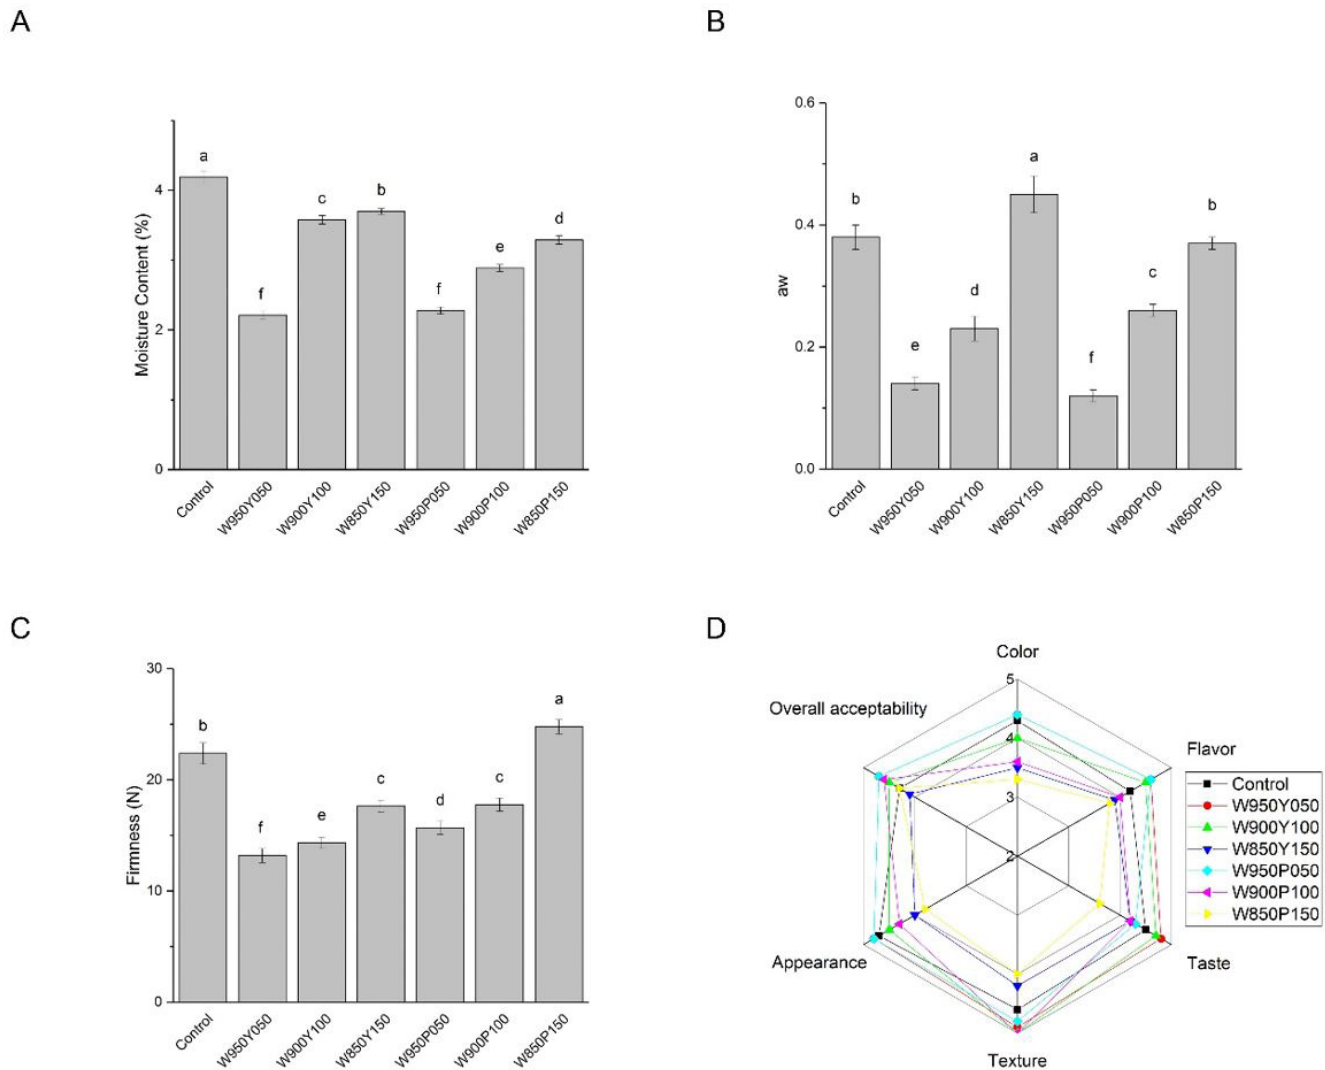 A
Moisture Content (%)
4
2
0
a
f
c
b
f
e
d
Control
W950Y050
W900Y100
W850Y150
W950P050
W900P100
W850P150
B
aw
0.6
0.4
0.2
0.0
b
e
d
a
f
c
b
Control
W950Y050
W900Y100
W850Y150
W950P050
W900P100
W850P150
C
Firmness (N)
30
20
10
0
b
f
e
c
d
c
a
Control
W950Y050
W900Y100
W850Y150
W950P050
W900P100
W850P150
D
Color
5
4
3
2
Overall acceptability
Flavor
Appearance
Taste
Texture
Control
W950Y050
W900Y100
W850Y150
W950P050
W900P100
W850P150